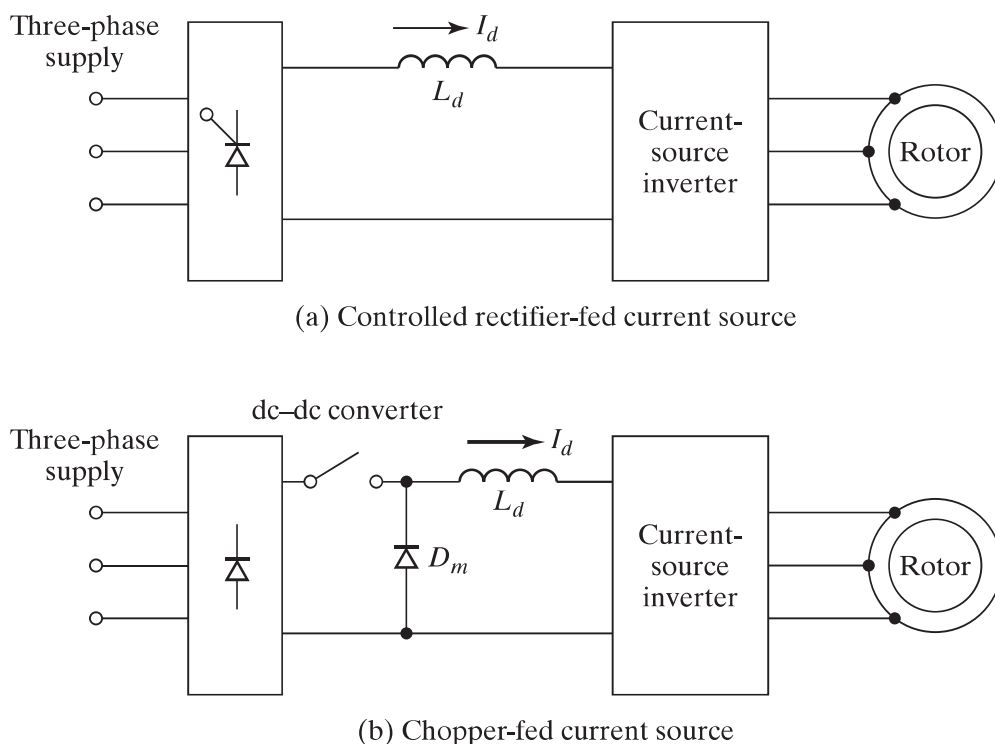 Three-phase
supply
I_d
L_d
Current-
source
inverter
Rotor
(a) Controlled rectifier-fed current source
dc–dc converter
Three-phase
supply
I_d
L_d
D_m
Current-
source
inverter
Rotor
(b) Chopper-fed current source